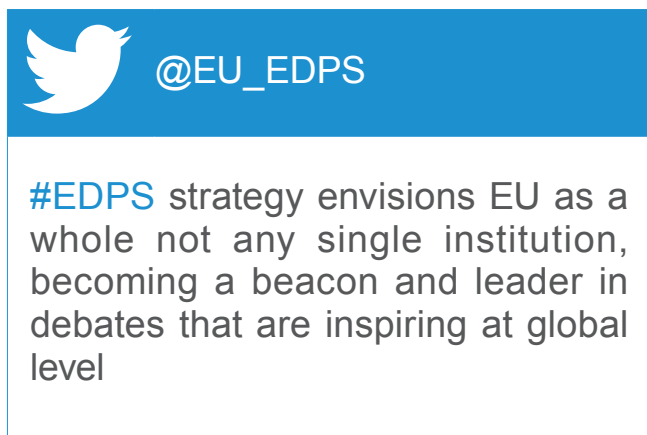 @EU_EDPS
#EDPS strategy envisions EU as a
whole not any single institution,
becoming a beacon and leader in
debates that are inspiring at global
level